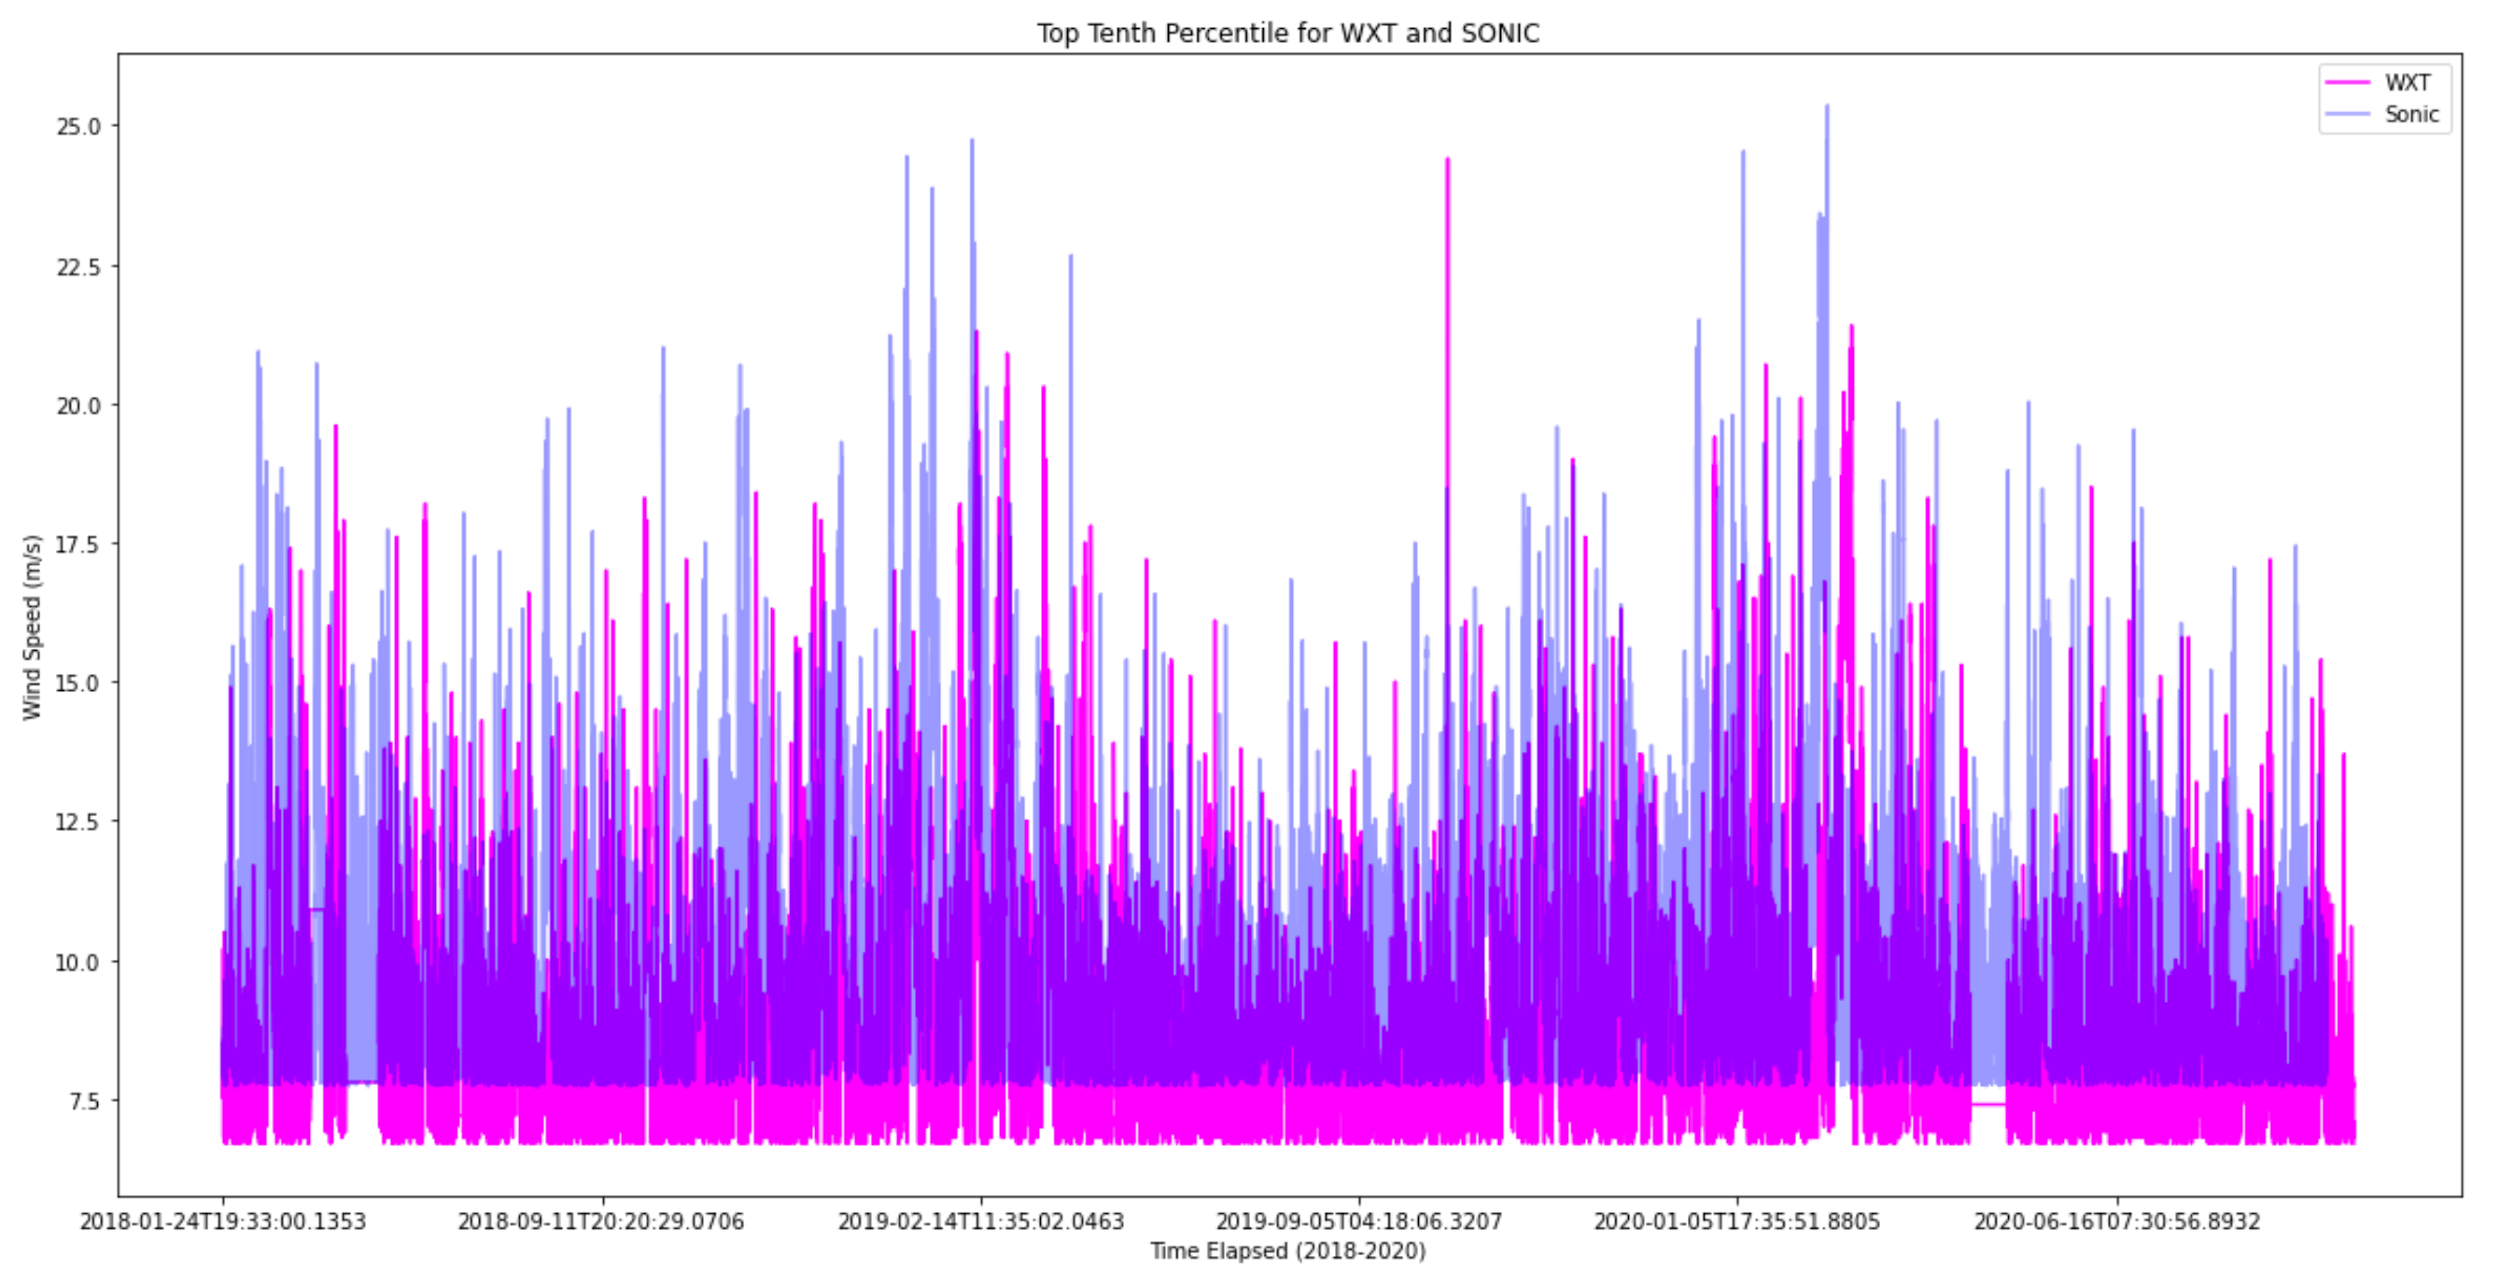 Top Tenth Percentile for WXT and SONIC
WXT
Sonic
25.0
22.5
20.0
17.5
15.0
12.5
10.0
7.5
Wind Speed (m/s)
2018-01-24T19:33:00.1353 2018-09-11T20:20:29.0706 2019-02-14T11:35:02.0463 2019-09-05T04:18:06.3207 2020-01-05T17:35:51.8805 2020-06-16T07:30:56.8932
Time Elapsed (2018-2020)